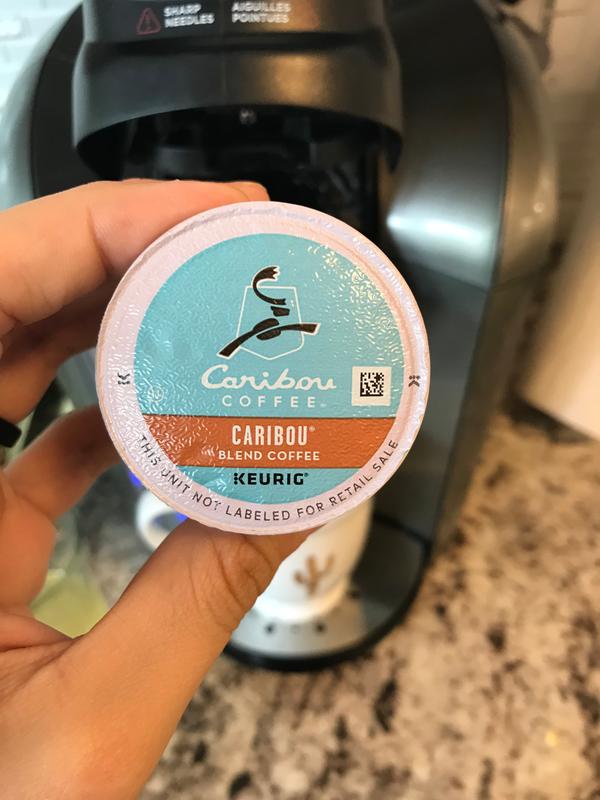 SHARP
NEEDLES
AIGUILLES
POINTUES
Caribou
COFFEE
CARIBOU®
BLEND COFFEE
KEURIG®
THIS UNIT NOT LABELED FOR RETAIL SALE